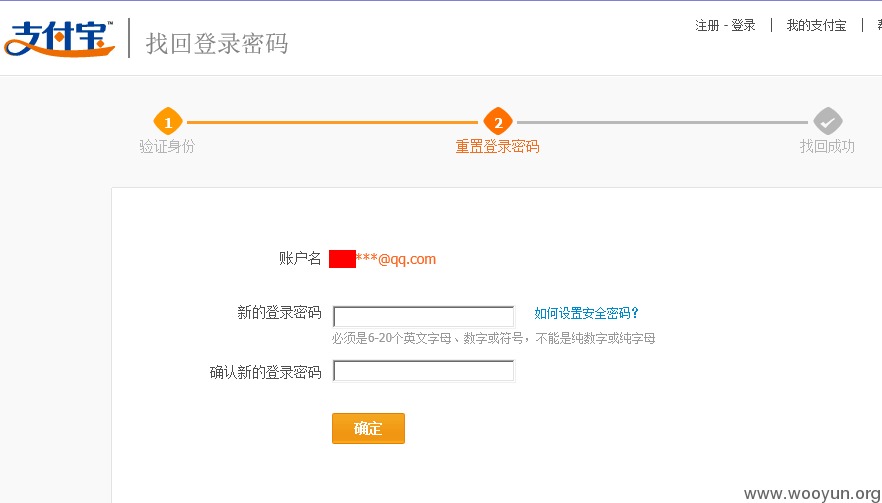 支付宝™ 找回登录密码 注册 - 登录 我的支付宝
1 2
验证身份 重置登录密码 找回成功
账户名 ***@qq.com
新的登录密码 如何设置安全密码?
必须是6-20个英文字母、数字或符号,不能是纯数字或纯字母
确认新的登录密码
确定
www.wooyun.org